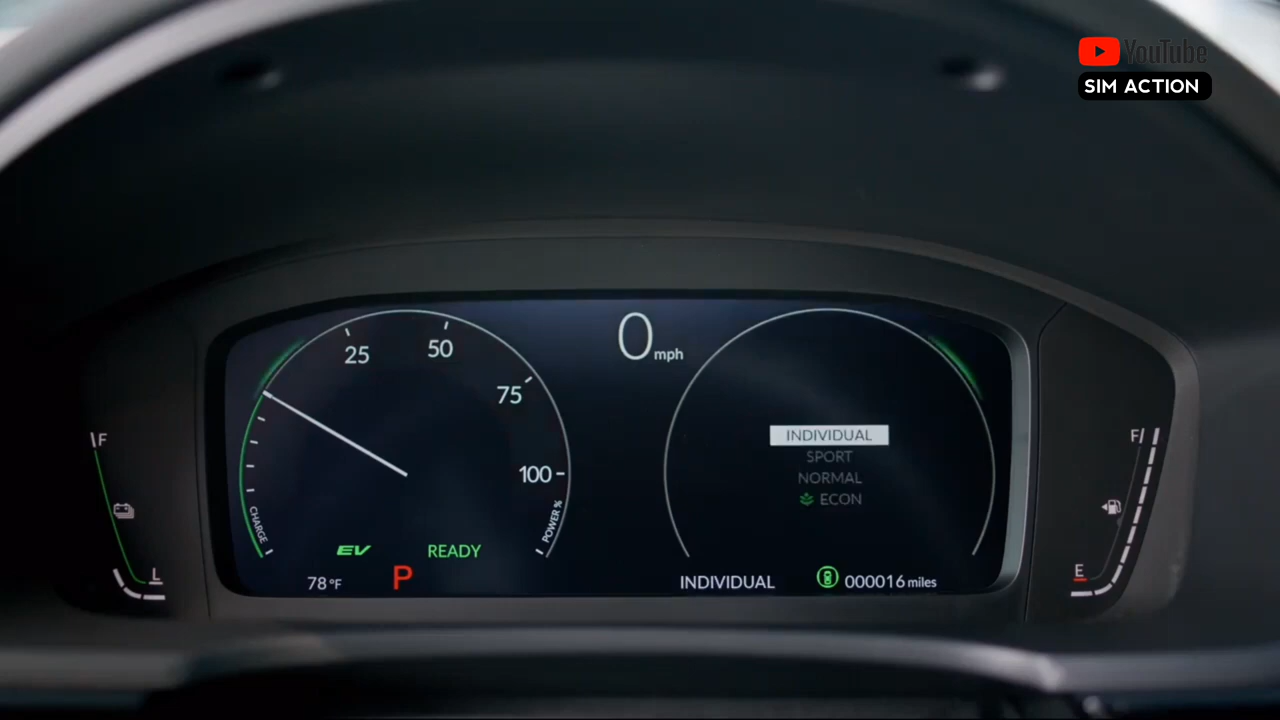 YouTube
SIM ACTION
0 mph
25
50
75
100
CHARGE
POWER %
EV
READY
78 °F
P
INDIVIDUAL
SPORT
NORMAL
ECON
INDIVIDUAL
000016 miles
F
L
F
E